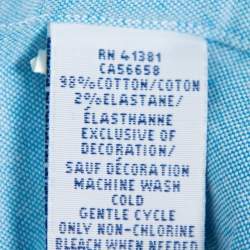 RN 41381
CA56658
98%COTTON/COTON
2%ELASTANE/
ÉLASTHANNE
EXCLUSIVE OF
DECORATION/
SAUF DÉCORATION
MACHINE WASH
COLD
GENTLE CYCLE
ONLY NON-CHLORINE
BLEACH WHEN NEEDED